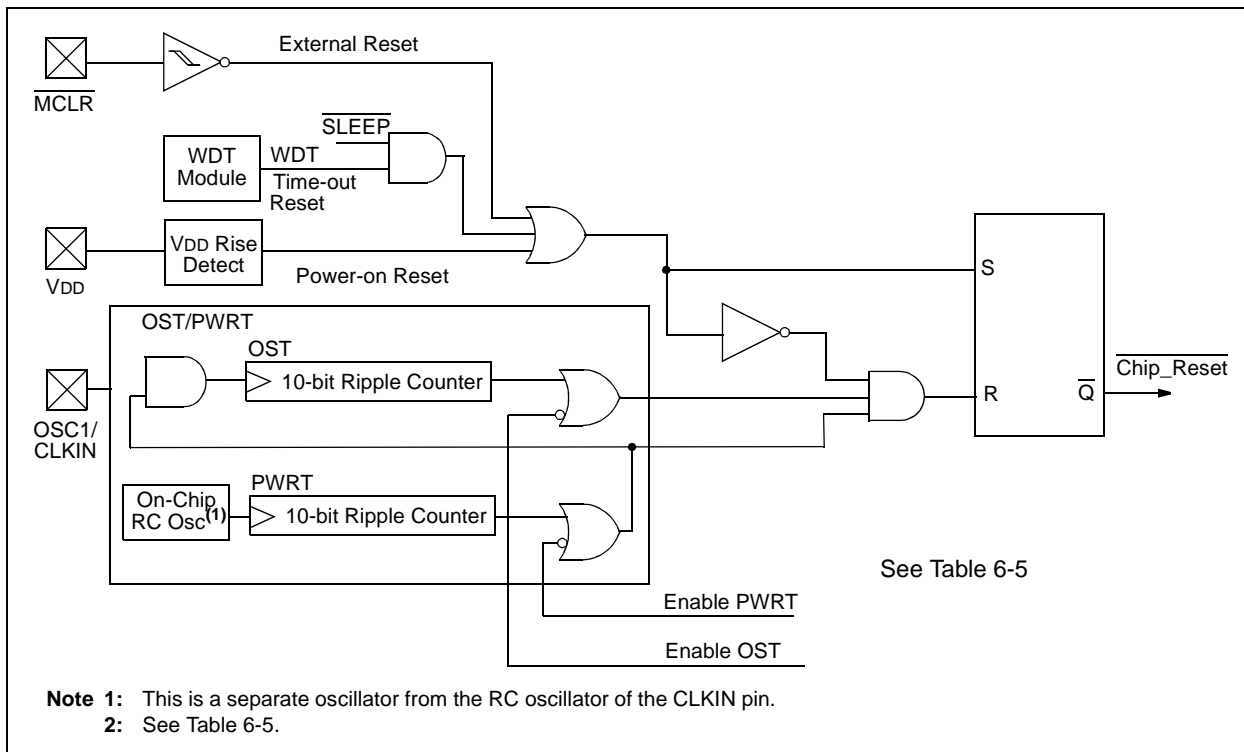 External Reset
MCLR
SLEEP
WDT
Module
WDT
Time-out
Reset
VDD Rise
Detect
VDD
Power-on Reset
S
OST/PWRT
OST
10-bit Ripple Counter
Chip_Reset
R
Q
OSC1/
CLKIN
PWRT
On-Chip
RC Osc(1)
10-bit Ripple Counter
See Table 6-5
Enable PWRT
Enable OST
Note 1: This is a separate oscillator from the RC oscillator of the CLKIN pin.
2: See Table 6-5.